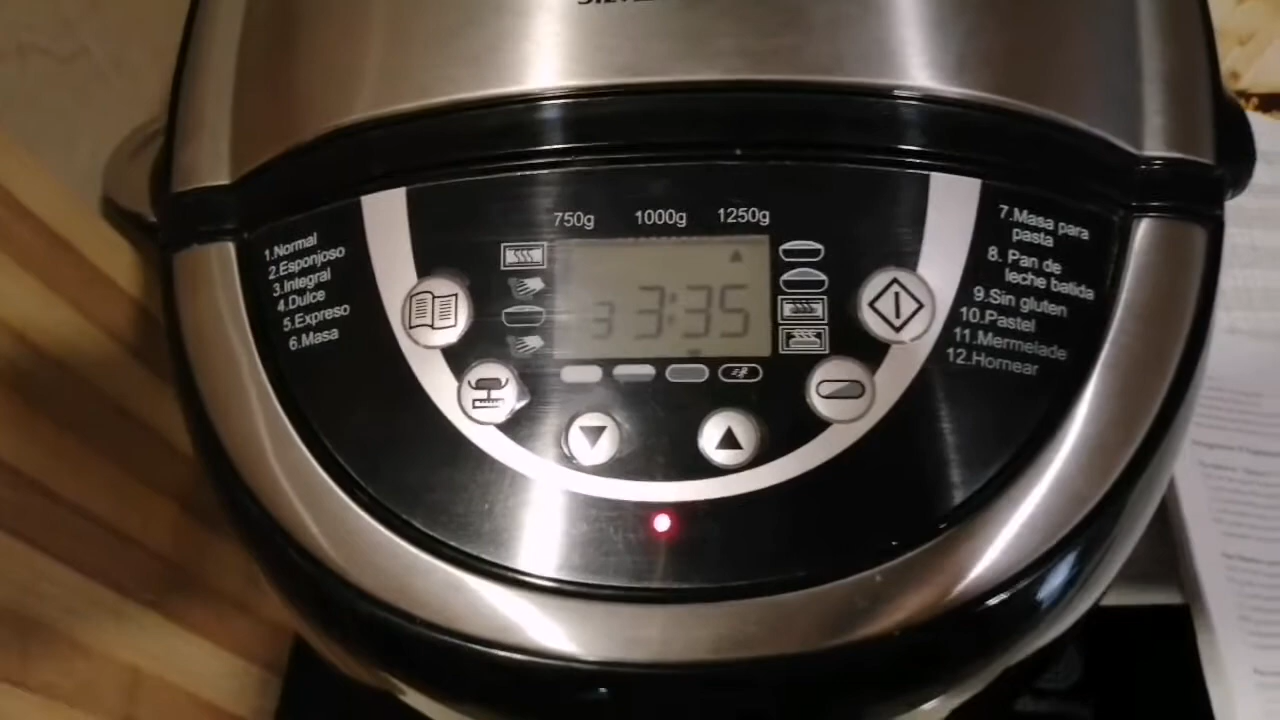 750g 1000g 1250g
1.Normal
2.Esponjoso
3.Integral
4.Dulce
5.Expreso
6.Masa
3 3:35
7.Masa para
pasta
8. Pan de
leche batida
9.Sin gluten
10.Pastel
11.Mermelade
12.Hornear